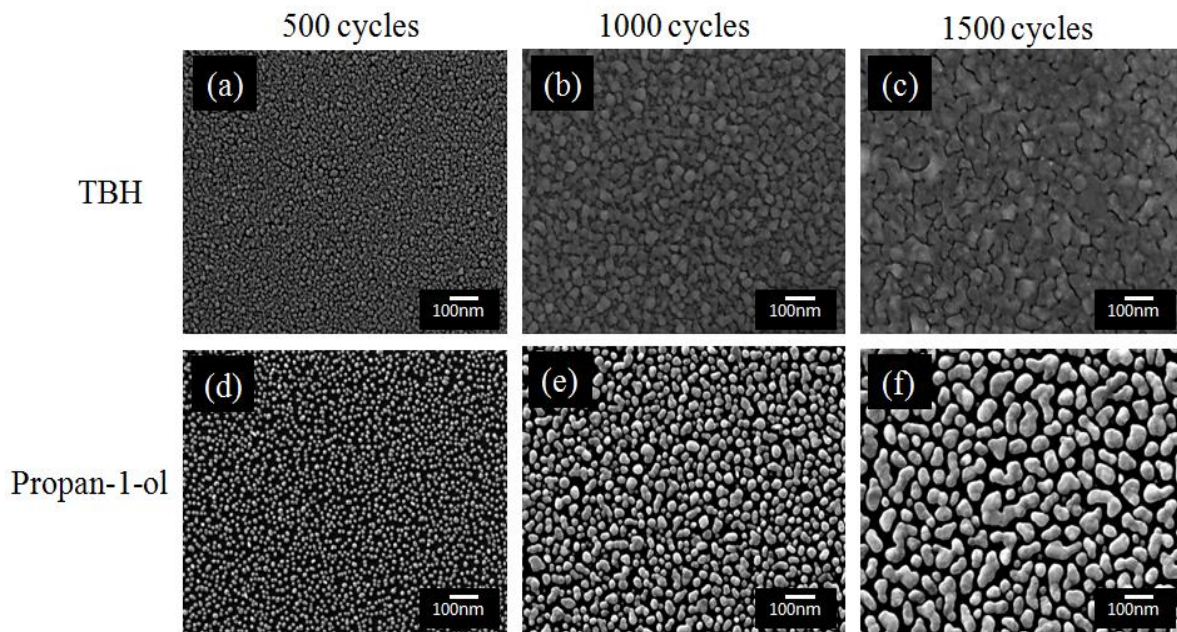 500 cycles 1000 cycles 1500 cycles
(a) (b) (c)
TBH
100nm 100nm 100nm
(d) (e) (f)
Propan-1-ol
100nm 100nm 100nm